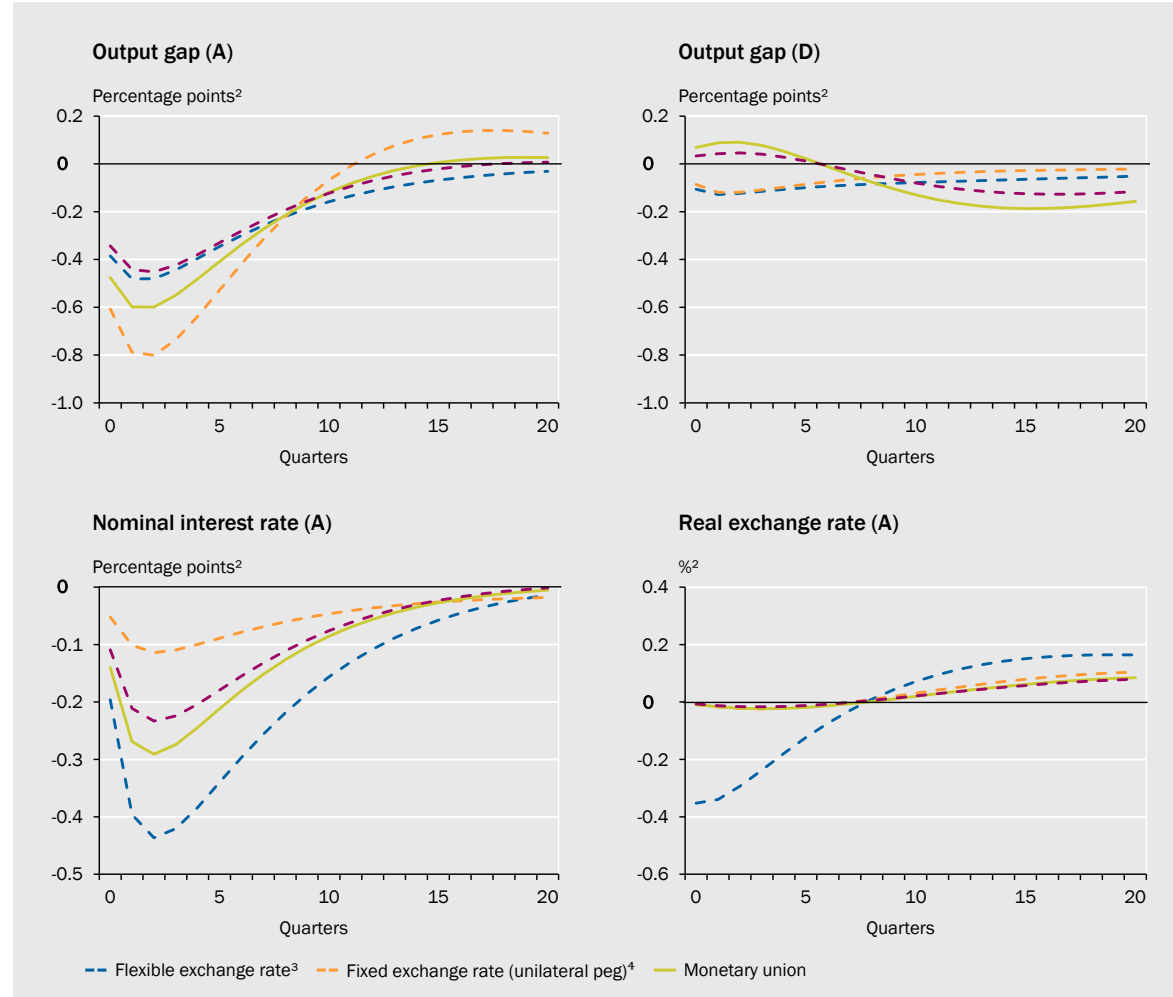 Output gap (A)
Percentage points²
0.2
0
-0.2
-0.4
-0.6
-0.8
-1.0
0 5 10 15 20
Quarters
Output gap (D)
Percentage points²
0.2
0
-0.2
-0.4
-0.6
-0.8
-1.0
0 5 10 15 20
Quarters
Nominal interest rate (A)
Percentage points²
0
-0.1
-0.2
-0.3
-0.4
-0.5
0 5 10 15 20
Quarters
Real exchange rate (A)
%²
0.4
0.2
0
-0.2
-0.4
-0.6
0 5 10 15 20
Quarters
Flexible exchange rate³ Fixed exchange rate (unilateral peg)⁴ Monetary union